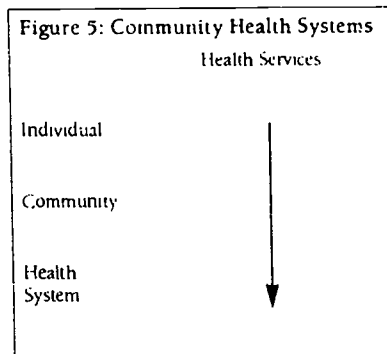 Figure 5: Community Health Systems
Health Services
Individual
Community
Health
System